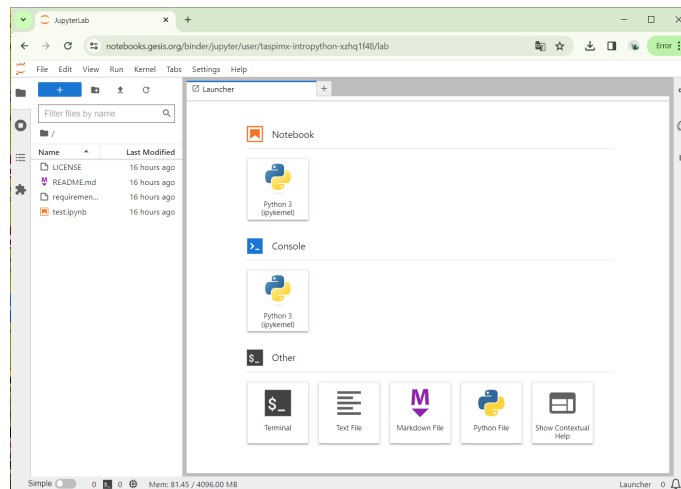 JupyterLab
notebooks.gesis.org/binder/jupyter/user/taspimx-intropython-xzhq1f48/lab
Error
File Edit View Run Kernel Tabs Settings Help
Filter files by name
/
Name Last Modified
LICENSE 16 hours ago
README.md 16 hours ago
requiremen... 16 hours ago
test.ipynb 16 hours ago
Launcher
Notebook
Python 3
(ipykernel)
Console
Python 3
(ipykernel)
$_ Other
$_
M
Terminal Text File Markdown File Python File Show Contextual
Help
Simple 0 $_ 0 Mem: 81.45 / 4096.00 MB Launcher 0